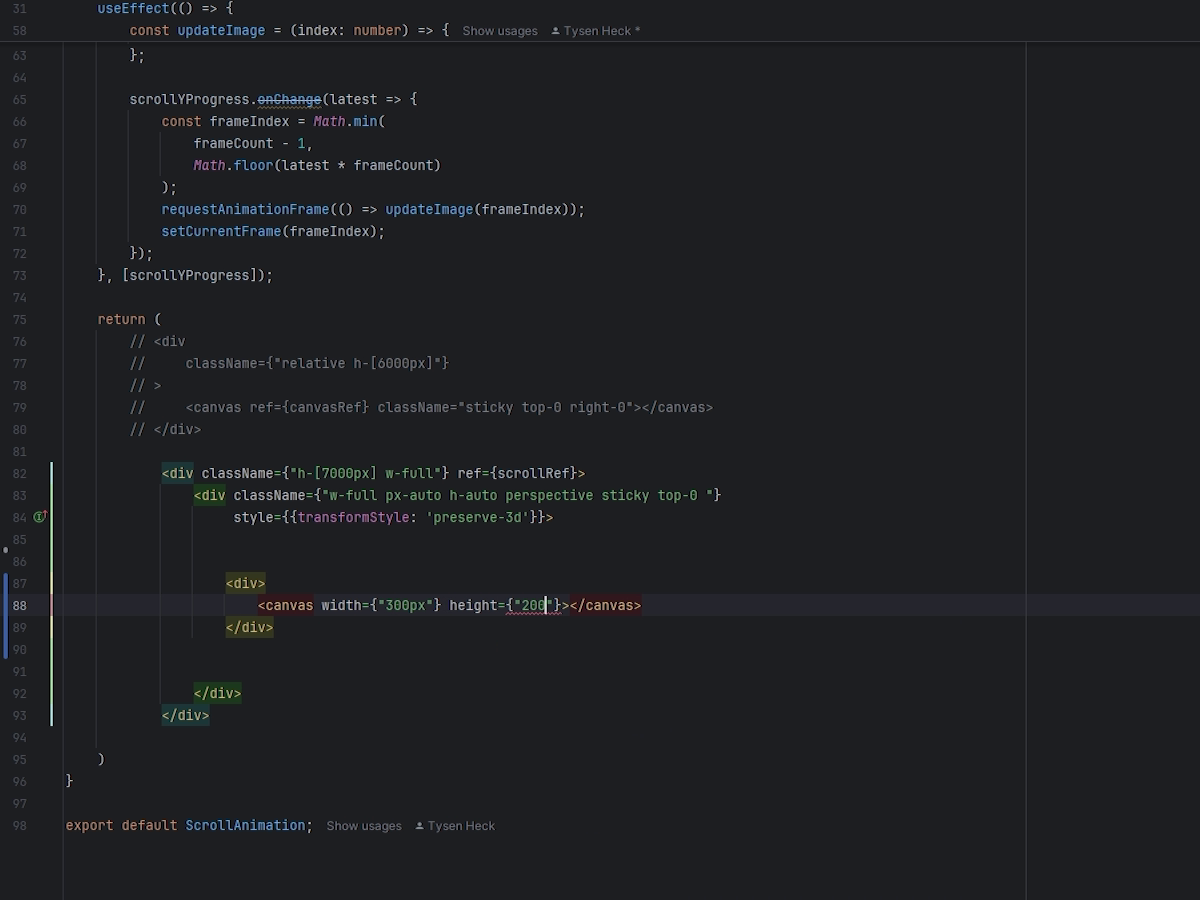 31 useEffect(() => {
58 const updateImage = (index: number) => { Show usages Tysen Heck *
63 };
64
65 scrollYProgress.onChange(latest => {
66 const frameIndex = Math.min(
67 frameCount - 1,
68 Math.floor(latest * frameCount)
69 );
70 requestAnimationFrame(() => updateImage(frameIndex));
71 setCurrentFrame(frameIndex);
72 });
73 }, [scrollYProgress]);
74
75 return (
76 // <div
77 //     className={"relative h-[6000px]"}
78 // >
79 //     <canvas ref={canvasRef} className="sticky top-0 right-0"></canvas>
80 // </div>
81
82 <div className={"h-[7000px] w-full"} ref={scrollRef}>
83 <div className={"w-full px-auto h-auto perspective sticky top-0 "}
84 style={{transformStyle: 'preserve-3d'}}>
85
86
87 <div>
88 <canvas width={"300px"} height={"200"}></canvas>
89 </div>
90
91
92 </div>
93 </div>
94
95 )
96 }
97
98 export default ScrollAnimation; Show usages Tysen Heck